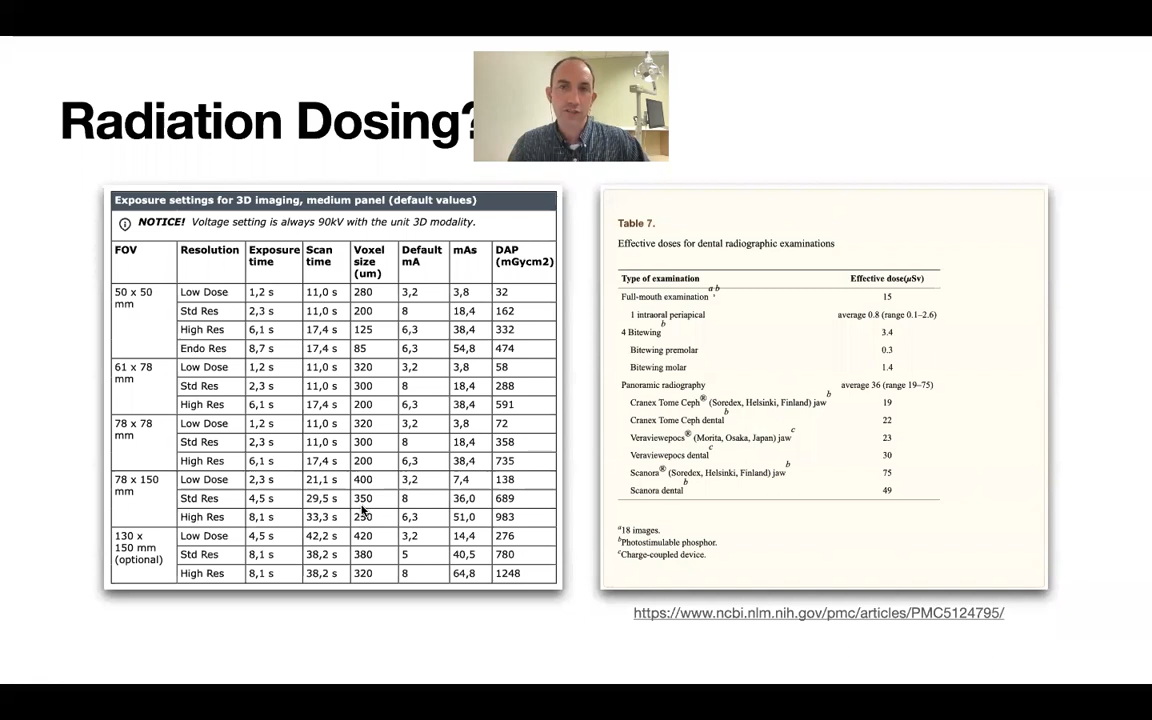 Radiation Dosing?
Exposure settings for 3D imaging, medium panel (default values)
NOTICE! Voltage setting is always 90kV with the unit 3D modality.
FOV Resolution Exposure time Scan time Voxel size (um) Default mA mAs DAP (mGycm2)
50 x 50 mm Low Dose 1,2 s 11,0 s 280 3,2 3,8 32
Std Res 2,3 s 11,0 s 200 8 18,4 162
High Res 6,1 s 17,4 s 125 6,3 38,4 332
Endo Res 8,7 s 17,4 s 85 6,3 54,8 474
61 x 78 mm Low Dose 1,2 s 11,0 s 320 3,2 3,8 58
Std Res 2,3 s 11,0 s 300 8 18,4 288
High Res 6,1 s 17,4 s 200 6,3 38,4 591
78 x 78 mm Low Dose 1,2 s 11,0 s 320 3,2 3,8 72
Std Res 2,3 s 11,0 s 300 8 18,4 358
High Res 6,1 s 17,4 s 200 6,3 38,4 735
78 x 150 mm Low Dose 2,3 s 21,1 s 400 3,2 7,4 138
Std Res 4,5 s 29,5 s 350 8 36,0 689
High Res 8,1 s 33,3 s 250 6,3 51,0 983
130 x 150 mm (optional) Low Dose 4,5 s 42,2 s 420 3,2 14,4 276
Std Res 8,1 s 38,2 s 380 5 40,5 780
High Res 8,1 s 38,2 s 320 8 64,8 1248
Table 7.
Effective doses for dental radiographic examinations
Type of examination Effective dose(μSv)
Full-mouth examination a, b 15
1 intraoral periapical average 0.8 (range 0.1–2.6)
4 Bitewing b 3.4
Bitewing premolar 0.3
Bitewing molar 1.4
Panoramic radiography average 36 (range 19–75)
Cranex Tome Ceph® (Soredex, Helsinki, Finland) jaw b 19
Cranex Tome Ceph dental b 22
Veraviewepocs® (Morita, Osaka, Japan) jaw c 23
Veraviewepocs dental c 30
Scanora® (Soredex, Helsinki, Finland) jaw b 75
Scanora dental b 49
a18 images.
bPhotostimulable phosphor.
cCharge-coupled device.
https://www.ncbi.nlm.nih.gov/pmc/articles/PMC5124795/